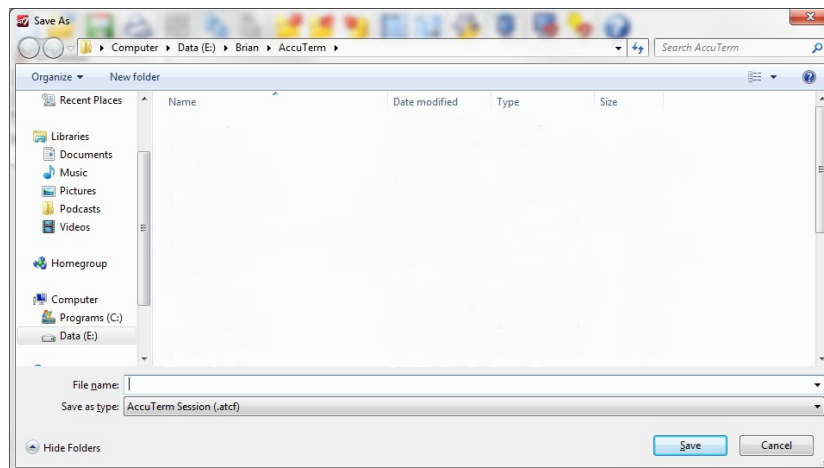 Save As
Computer ▸ Data (E:) ▸ Brian ▸ AccuTerm ▸
Search AccuTerm
Organize
New folder
Name
Date modified
Type
Size
Recent Places
Libraries
Documents
Music
Pictures
Podcasts
Videos
Homegroup
Computer
Programs (C:)
Data (E:)
File name:
Save as type: AccuTerm Session (.atcf)
Hide Folders
Save
Cancel